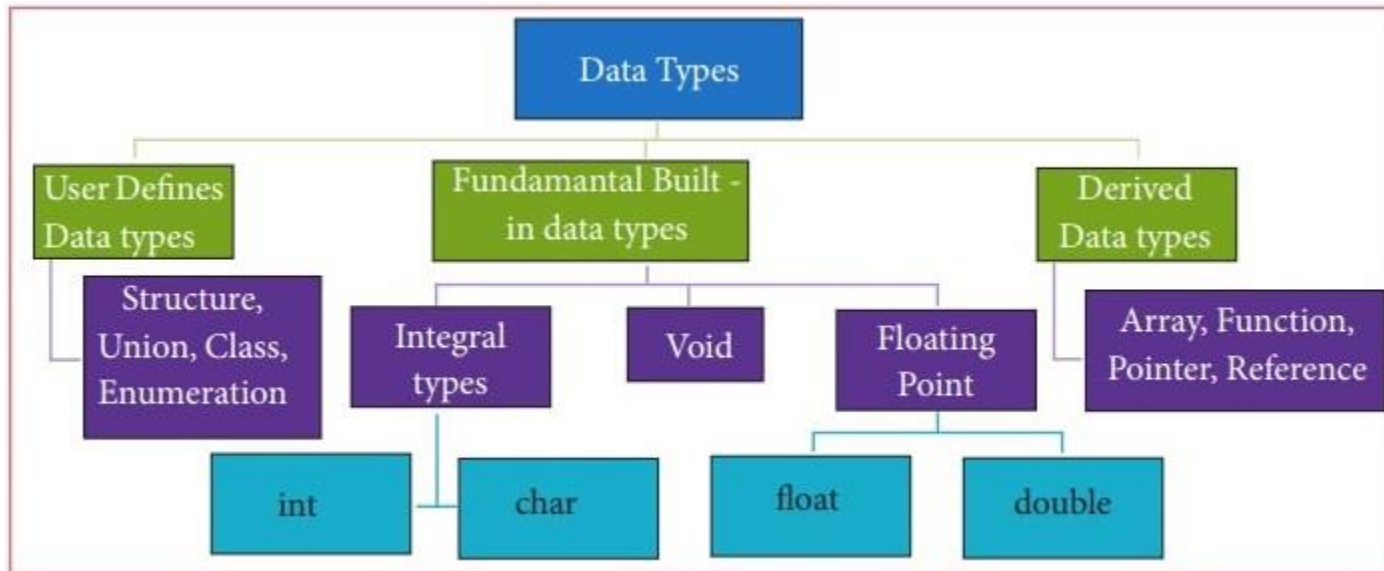 Data Types
User Defines
Data types
Fundamantal Built -
in data types
Derived
Data types
Structure,
Union, Class,
Enumeration
Integral
types
Void
Floating
Point
Array, Function,
Pointer, Reference
int
char
float
double